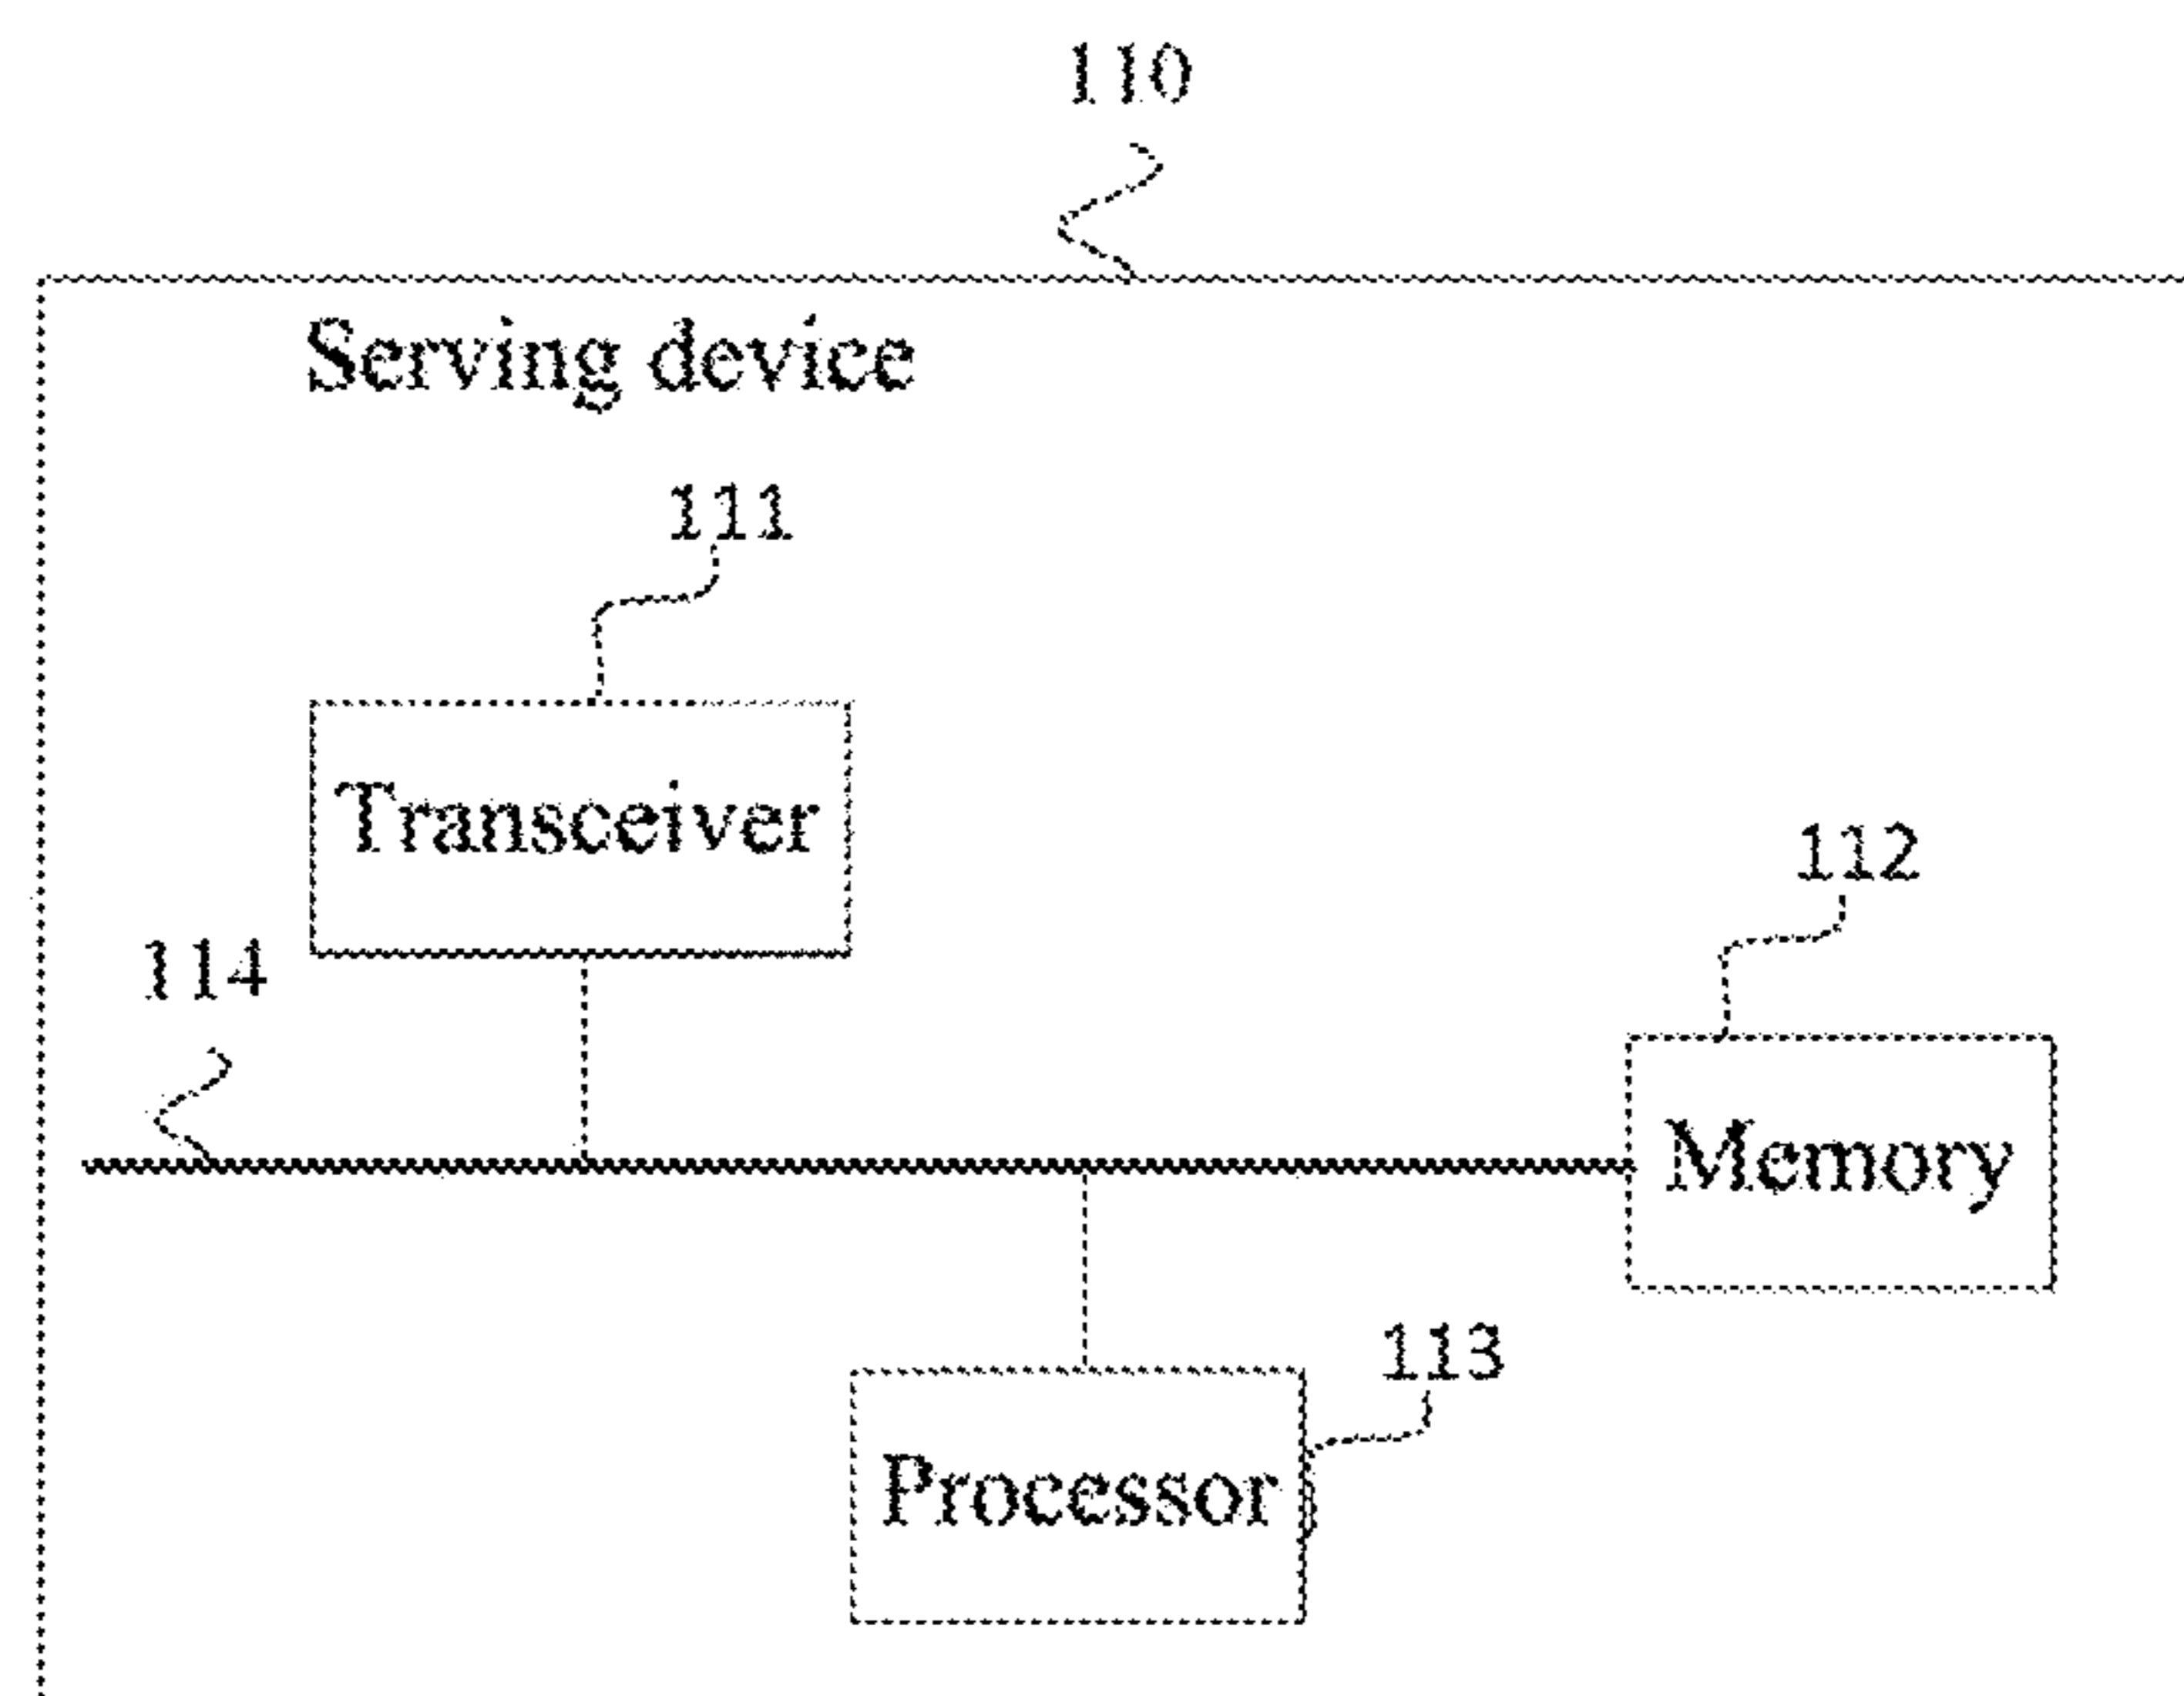 110
Serving device
111
Transceiver
112
114
Memory
113
Processor